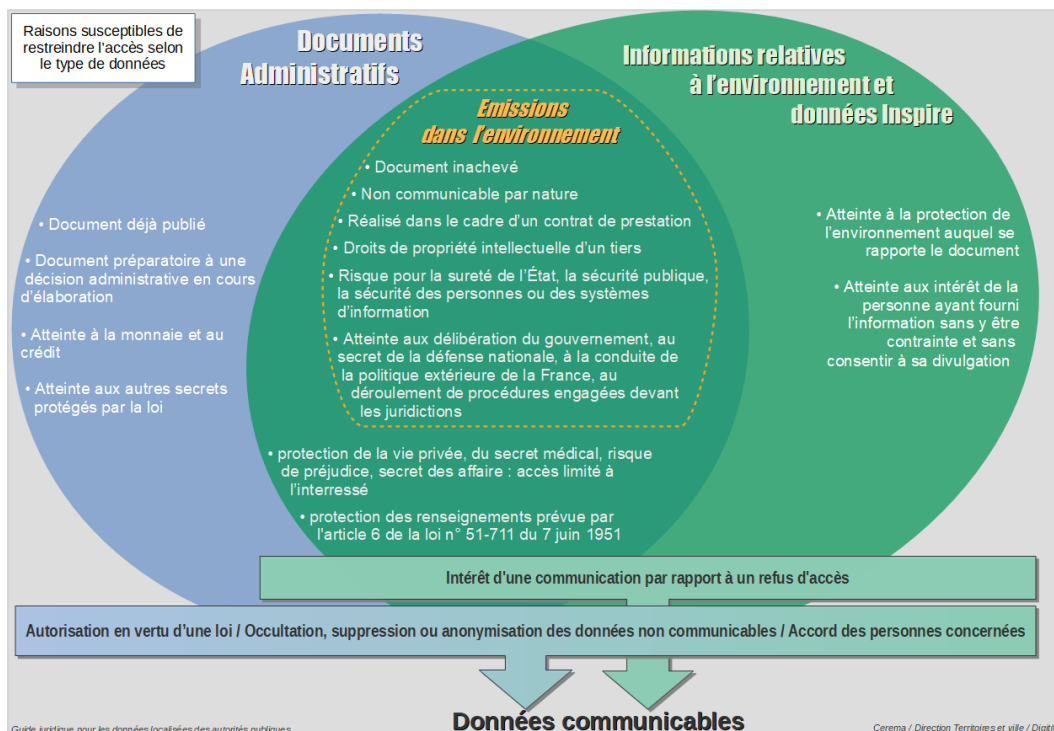 Raisons susceptibles de
restreindre l'accès selon
le type de données
Documents
Administratifs
Informations relatives
à l'environnement et
données Inspire
Emissions
dans l'environnement
• Document inachevé
• Non communicable par nature
• Réalisé dans le cadre d'un contrat de prestation
• Droits de propriété intellectuelle d'un tiers
• Risque pour la sureté de l'État, la sécurité publique,
la sécurité des personnes ou des systèmes
d'information
• Atteinte aux délibération du gouvernement, au
secret de la défense nationale, à la conduite de
la politique extérieure de la France, au
déroulement de procédures engagées devant
les juridictions
• Document déjà publié
• Document préparatoire à une
décision administrative en cours
d'élaboration
• Atteinte à la monnaie et au
crédit
• Atteinte aux autres secrets
protégés par la loi
• Atteinte à la protection de
l'environnement auquel se
rapporte le document
• Atteinte aux intérêt de la
personne ayant fourni
l'information sans y être
contrainte et sans
consentir à sa divulgation
• protection de la vie privée, du secret médical, risque
de préjudice, secret des affaire : accès limité à
l'interressé
• protection des renseignements prévue par
l'article 6 de la loi n° 51-711 du 7 juin 1951
Intérêt d'une communication par rapport à un refus d'accès
Autorisation en vertu d'une loi / Occultation, suppression ou anonymisation des données non communicables / Accord des personnes concernées
Données communicables
Guide juridique pour les données localisées des autorités publiques
Cerema / Direction Territoires et ville /